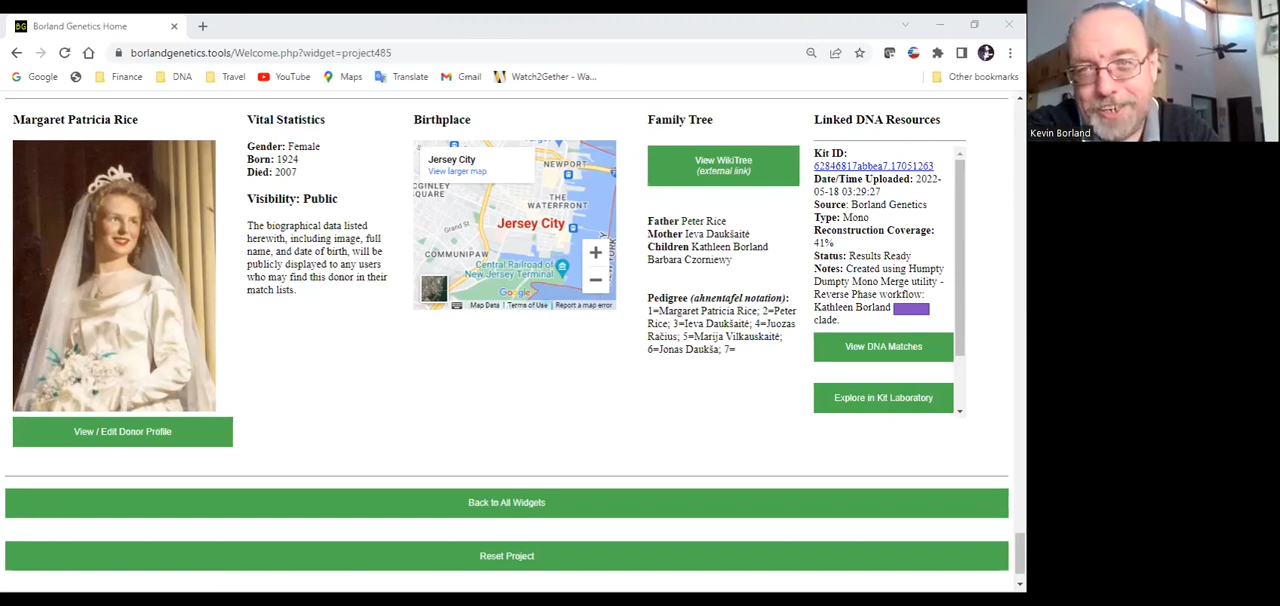 Borland Genetics Home
borlandgenetics.tools/Welcome.php?widget=project485
Google
Finance
DNA
Travel
YouTube
Maps
Translate
Gmail
Watch2Gether - Wa...
Other bookmarks
Margaret Patricia Rice
View / Edit Donor Profile
Vital Statistics
Gender: Female
Born: 1924
Died: 2007
Visibility: Public
The biographical data listed
herewith, including image, full
name, and date of birth, will be
publicly displayed to any users
who may find this donor in their
match lists.
Birthplace
Jersey City
View larger map
NEWPORT
GINLEY
SQUARE
THE
WATERFRONT
Grand St
Jersey City
COMMUNIPAW
Central Railroad of
New Jersey Terminal
Google
Map Data
Terms of Use
Report a map error
Family Tree
View WikiTree
(external link)
Father Peter Rice
Mother Ieva Daukšaitė
Children Kathleen Borland
Barbara Czorniewy
Pedigree (ahnentafel notation):
1=Margaret Patricia Rice; 2=Peter
Rice; 3=Ieva Daukšaitė; 4=Juozas
Račius; 5=Marija Vilkauskaitė;
6=Jonas Daukša; 7=
Linked DNA Resources
Kit ID:
62846817abbea7.17051263
Date/Time Uploaded: 2022-
05-18 03:29:27
Source: Borland Genetics
Type: Mono
Reconstruction Coverage:
41%
Status: Results Ready
Notes: Created using Humpty
Dumpty Mono Merge utility -
Reverse Phase workflow:
Kathleen Borland
clade.
View DNA Matches
Explore in Kit Laboratory
Back to All Widgets
Reset Project
Kevin Borland